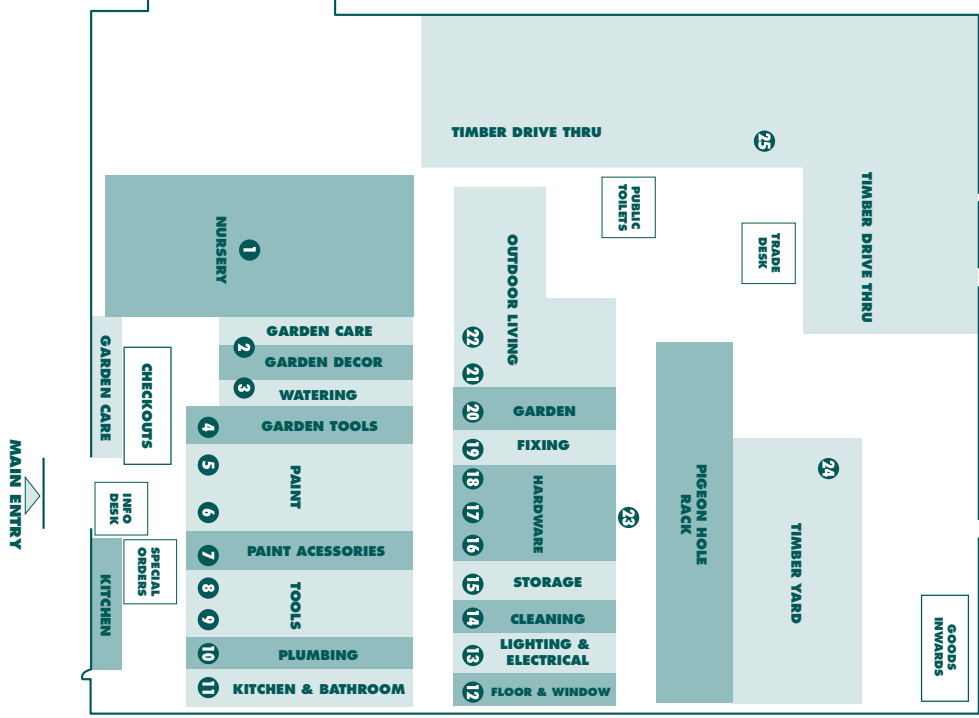 TIMBER DRIVE THRU
25
TIMBER DRIVE THRU
PUBLIC
TOILETS
TRADE
DESK
NURSERY
1
OUTDOOR LIVING
22
21
GARDEN CARE
2
GARDEN DECOR
3
WATERING
4
GARDEN TOOLS
5
PAINT
6
7
PAINT ACESSORIES
8
TOOLS
9
10
PLUMBING
11
KITCHEN & BATHROOM
20
GARDEN
19
FIXING
18
HARDWARE
17
16
15
STORAGE
14
CLEANING
13
LIGHTING &
ELECTRICAL
12
FLOOR & WINDOW
23
PIGEON HOLE
RACK
24
TIMBER YARD
GOODS
INWARDS
GARDEN CARE
CHECKOUTS
MAIN ENTRY
INFO
DESK
SPECIAL
ORDERS
KITCHEN